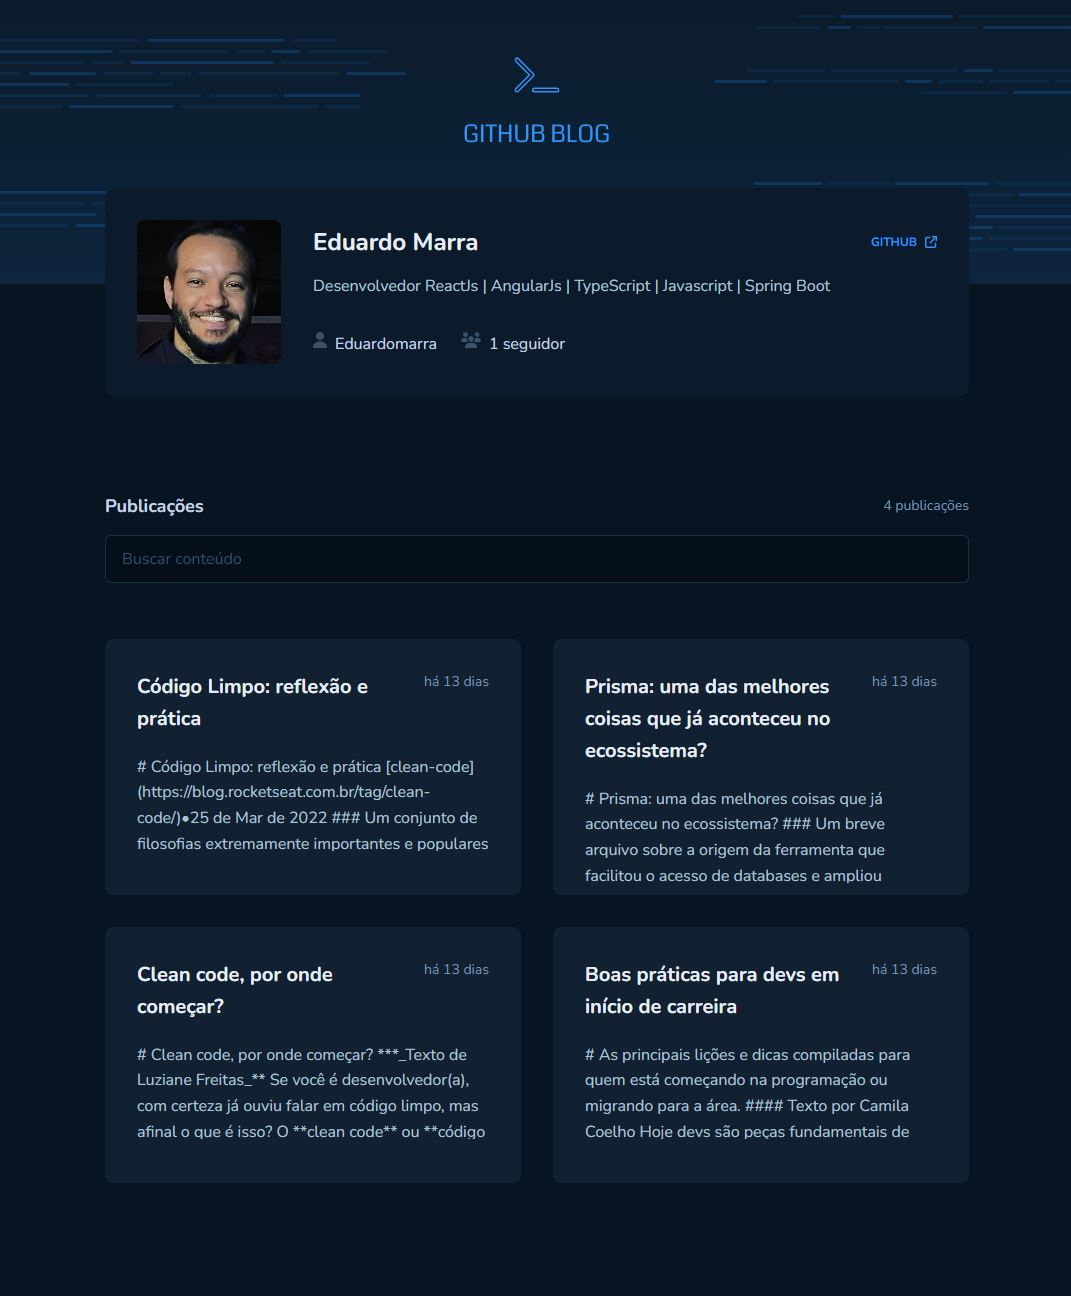 GITHUB BLOG
Eduardo Marra
GITHUB
Desenvolvedor ReactJs | AngularJs | TypeScript | Javascript | Spring Boot
Eduardomarra
1 seguidor
Publicações
4 publicações
Buscar conteúdo
Código Limpo: reflexão e
prática
há 13 dias
# Código Limpo: reflexão e prática [clean-code]
(https://blog.rocketseat.com.br/tag/clean-
code/)●25 de Mar de 2022 ### Um conjunto de
filosofias extremamente importantes e populares
Prisma: uma das melhores
coisas que já aconteceu no
ecossistema?
há 13 dias
# Prisma: uma das melhores coisas que já
aconteceu no ecossistema? ### Um breve
arquivo sobre a origem da ferramenta que
facilitou o acesso de databases e ampliou
Clean code, por onde
começar?
há 13 dias
# Clean code, por onde começar? ***_Texto de
Luziane Freitas_** Se você é desenvolvedor(a),
com certeza já ouviu falar em código limpo, mas
afinal o que é isso? O **clean code** ou **código
Boas práticas para devs em
início de carreira
há 13 dias
# As principais lições e dicas compiladas para
quem está começando na programação ou
migrando para a área. #### Texto por Camila
Coelho Hoje devs são peças fundamentais de